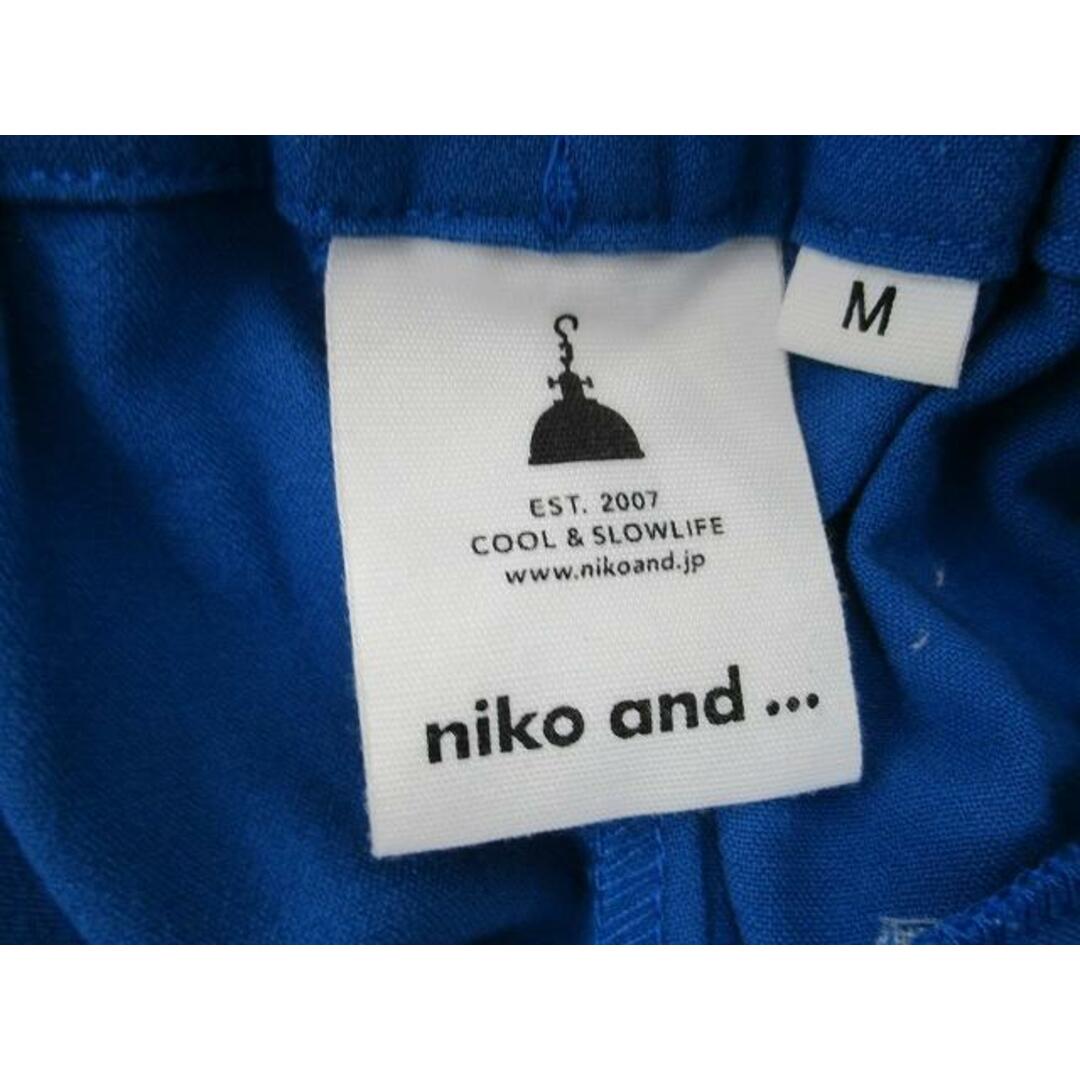 M
EST. 2007
COOL & SLOWLIFE
www.nikoand.jp
niko and ...